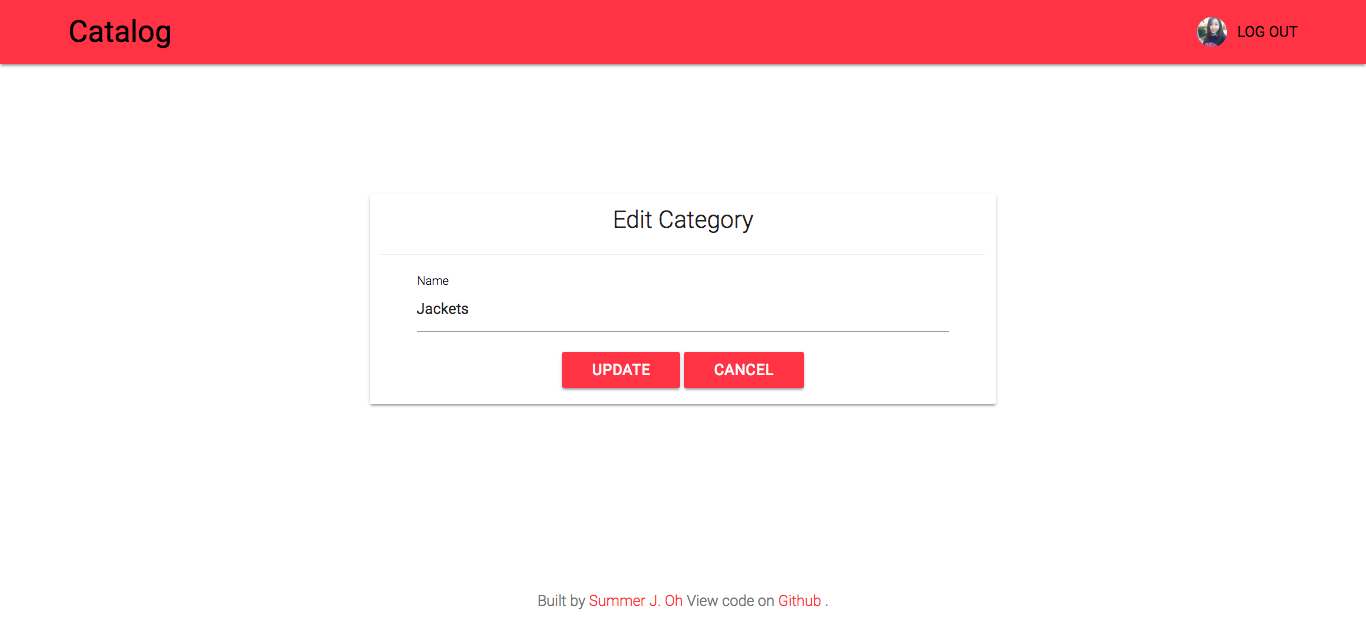 Catalog
LOG OUT
Edit Category
Name
Jackets
UPDATE CANCEL
Built by Summer J. Oh View code on Github .